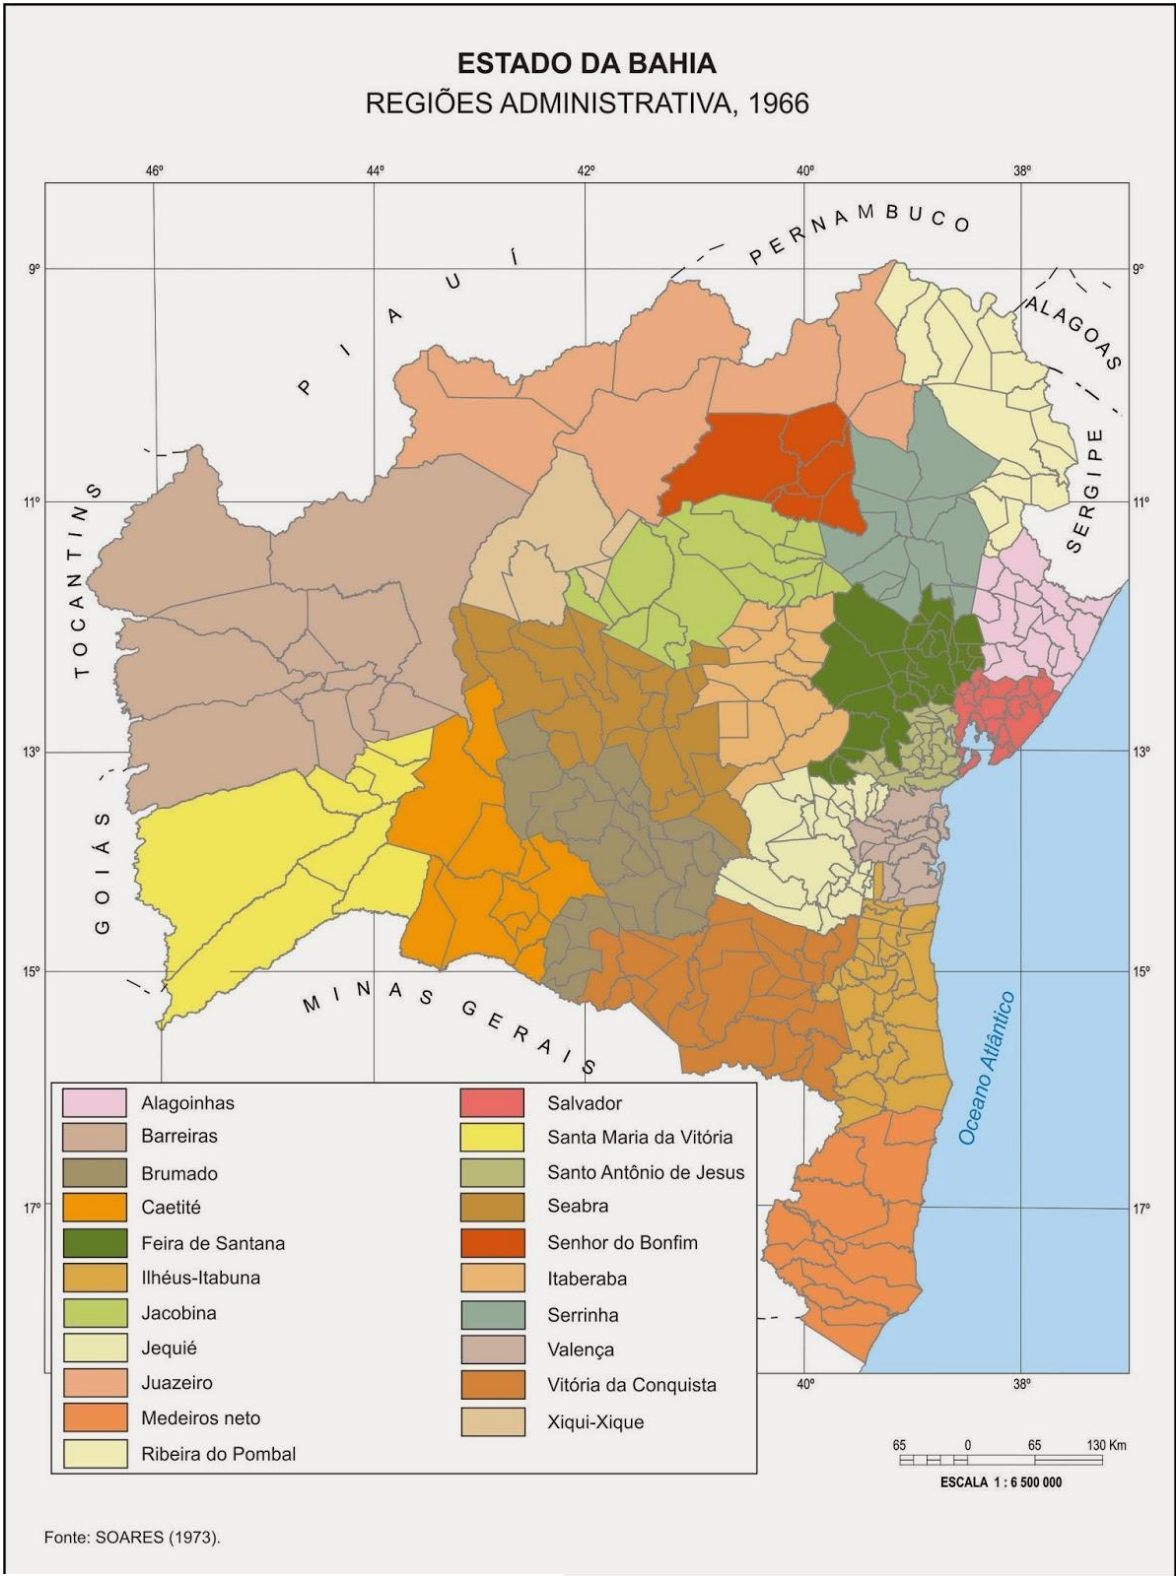 ESTADO DA BAHIA
REGIÕES ADMINISTRATIVA, 1966
46º
44º
42º
40º
38º
PERNAMBUCO
9º
9º
PIAUÍ
ALAGOAS
SERGIPE
11º
11º
TOCANTINS
13º
13º
GOIÁS
15º
15º
MINAS GERAIS
Oceano Atlântico
17º
17º
Alagoinhas
Barreiras
Brumado
Caetité
Feira de Santana
Ilhéus-Itabuna
Jacobina
Jequié
Juazeiro
Medeiros neto
Ribeira do Pombal
Salvador
Santa Maria da Vitória
Santo Antônio de Jesus
Seabra
Senhor do Bonfim
Itaberaba
Serrinha
Valença
Vitória da Conquista
Xiqui-Xique
40º
38º
65 0 65 130 Km
ESCALA 1 : 6 500 000
Fonte: SOARES (1973).